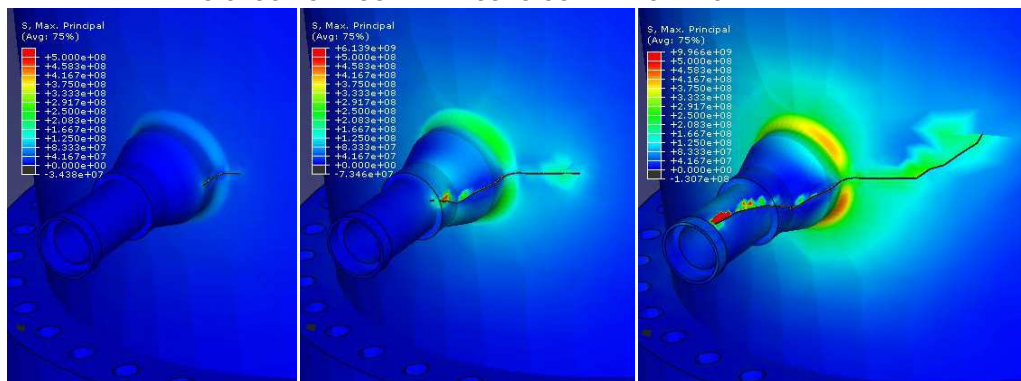 S, Max. Principal
(Avg: 75%)
+5.000e+08
+4.583e+08
+4.167e+08
+3.750e+08
+3.333e+08
+2.917e+08
+2.500e+08
+2.083e+08
+1.667e+08
+1.250e+08
+8.333e+07
+4.167e+07
+0.000e+00
-3.438e+07
S, Max. Principal
(Avg: 75%)
+6.139e+09
+5.000e+08
+4.583e+08
+4.167e+08
+3.750e+08
+3.333e+08
+2.917e+08
+2.500e+08
+2.083e+08
+1.667e+08
+1.250e+08
+8.333e+07
+4.167e+07
+0.000e+00
-7.346e+07
S, Max. Principal
(Avg: 75%)
+9.966e+09
+5.000e+08
+4.583e+08
+4.167e+08
+3.750e+08
+3.333e+08
+2.917e+08
+2.500e+08
+2.083e+08
+1.667e+08
+1.250e+08
+8.333e+07
+4.167e+07
+0.000e+00
-1.307e+08